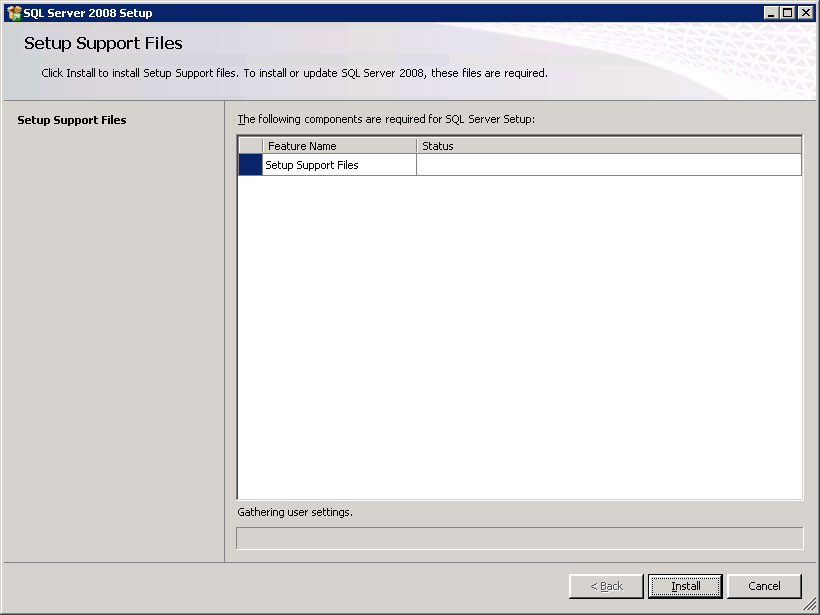 SQL Server 2008 Setup
Setup Support Files
Click Install to install Setup Support files. To install or update SQL Server 2008, these files are required.
Setup Support Files
The following components are required for SQL Server Setup:
Feature Name Status
Setup Support Files
Gathering user settings.
< Back Install Cancel